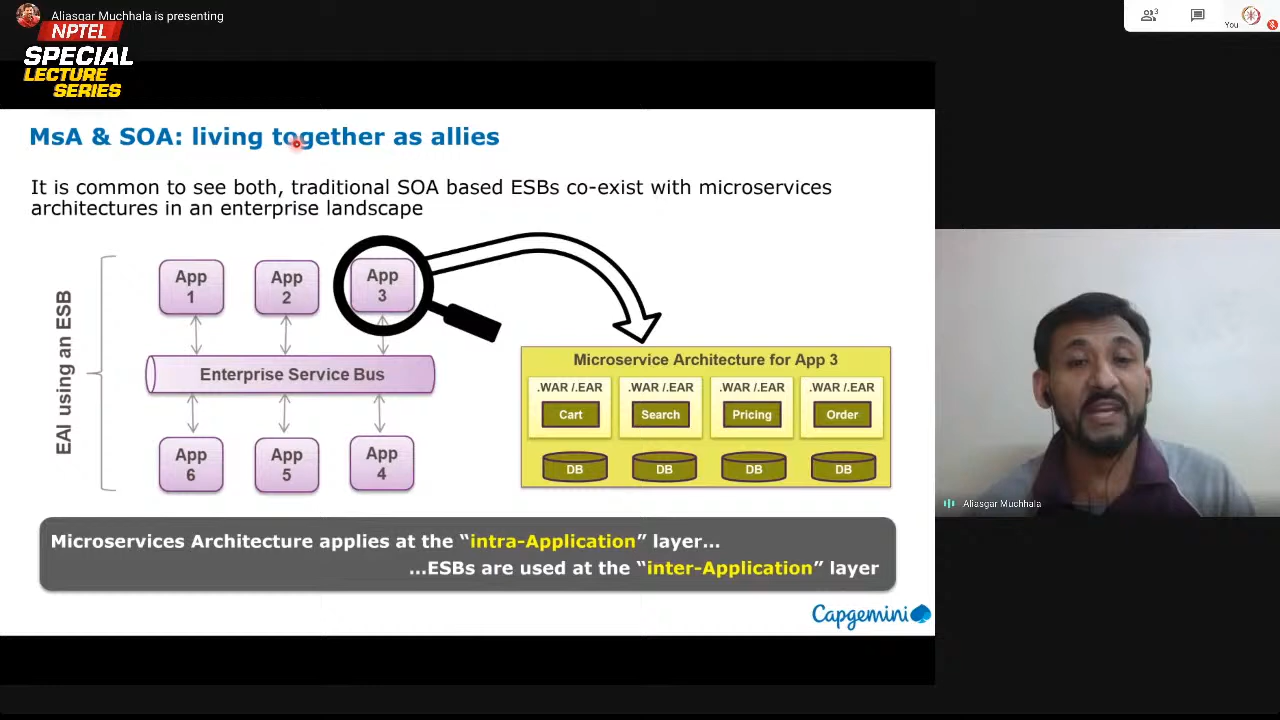 Aliasgar Muchhala is presenting
NPTEL
SPECIAL
LECTURE
SERIES
3
You
MsA & SOA: living together as allies
It is common to see both, traditional SOA based ESBs co-exist with microservices
architectures in an enterprise landscape
EAI using an ESB
App
1
App
2
App
3
Enterprise Service Bus
App
6
App
5
App
4
Microservice Architecture for App 3
.WAR /.EAR
.WAR /.EAR
.WAR /.EAR
.WAR /.EAR
Cart
Search
Pricing
Order
DB
DB
DB
DB
Microservices Architecture applies at the “intra-Application” layer...
...ESBs are used at the “inter-Application” layer
Capgemini
Aliasgar Muchhala